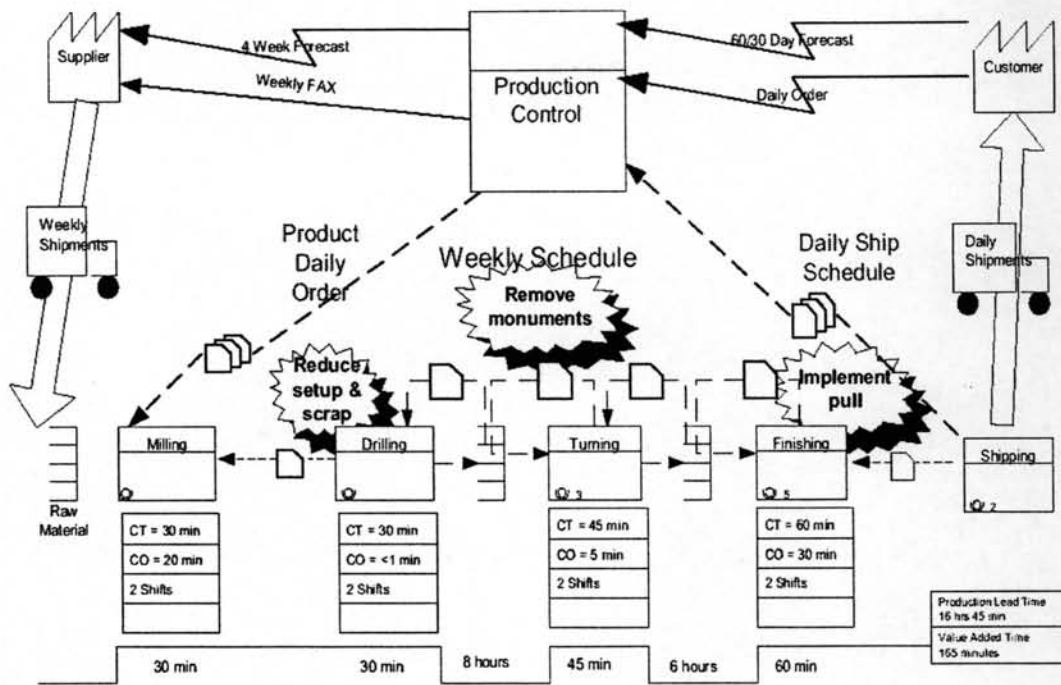 Supplier
4 Week Forecast
Weekly FAX
Production
Control
60/30 Day Forecast
Daily Order
Customer
Weekly
Shipments
Product
Daily
Order
Weekly Schedule
Daily Ship
Schedule
Daily
Shipments
Remove
monuments
Reduce
setup &
scrap
Implement
pull
Milling
Drilling
Turning
3
Finishing
5
Shipping
2
Raw
Material
CT = 30 min
CO = 20 min
2 Shifts
CT = 30 min
CO = <1 min
2 Shifts
CT = 45 min
CO = 5 min
2 Shifts
CT = 60 min
CO = 30 min
2 Shifts
Production Lead Time
16 hrs 45 min
Value Added Time
165 minutes
30 min
30 min
8 hours
45 min
6 hours
60 min